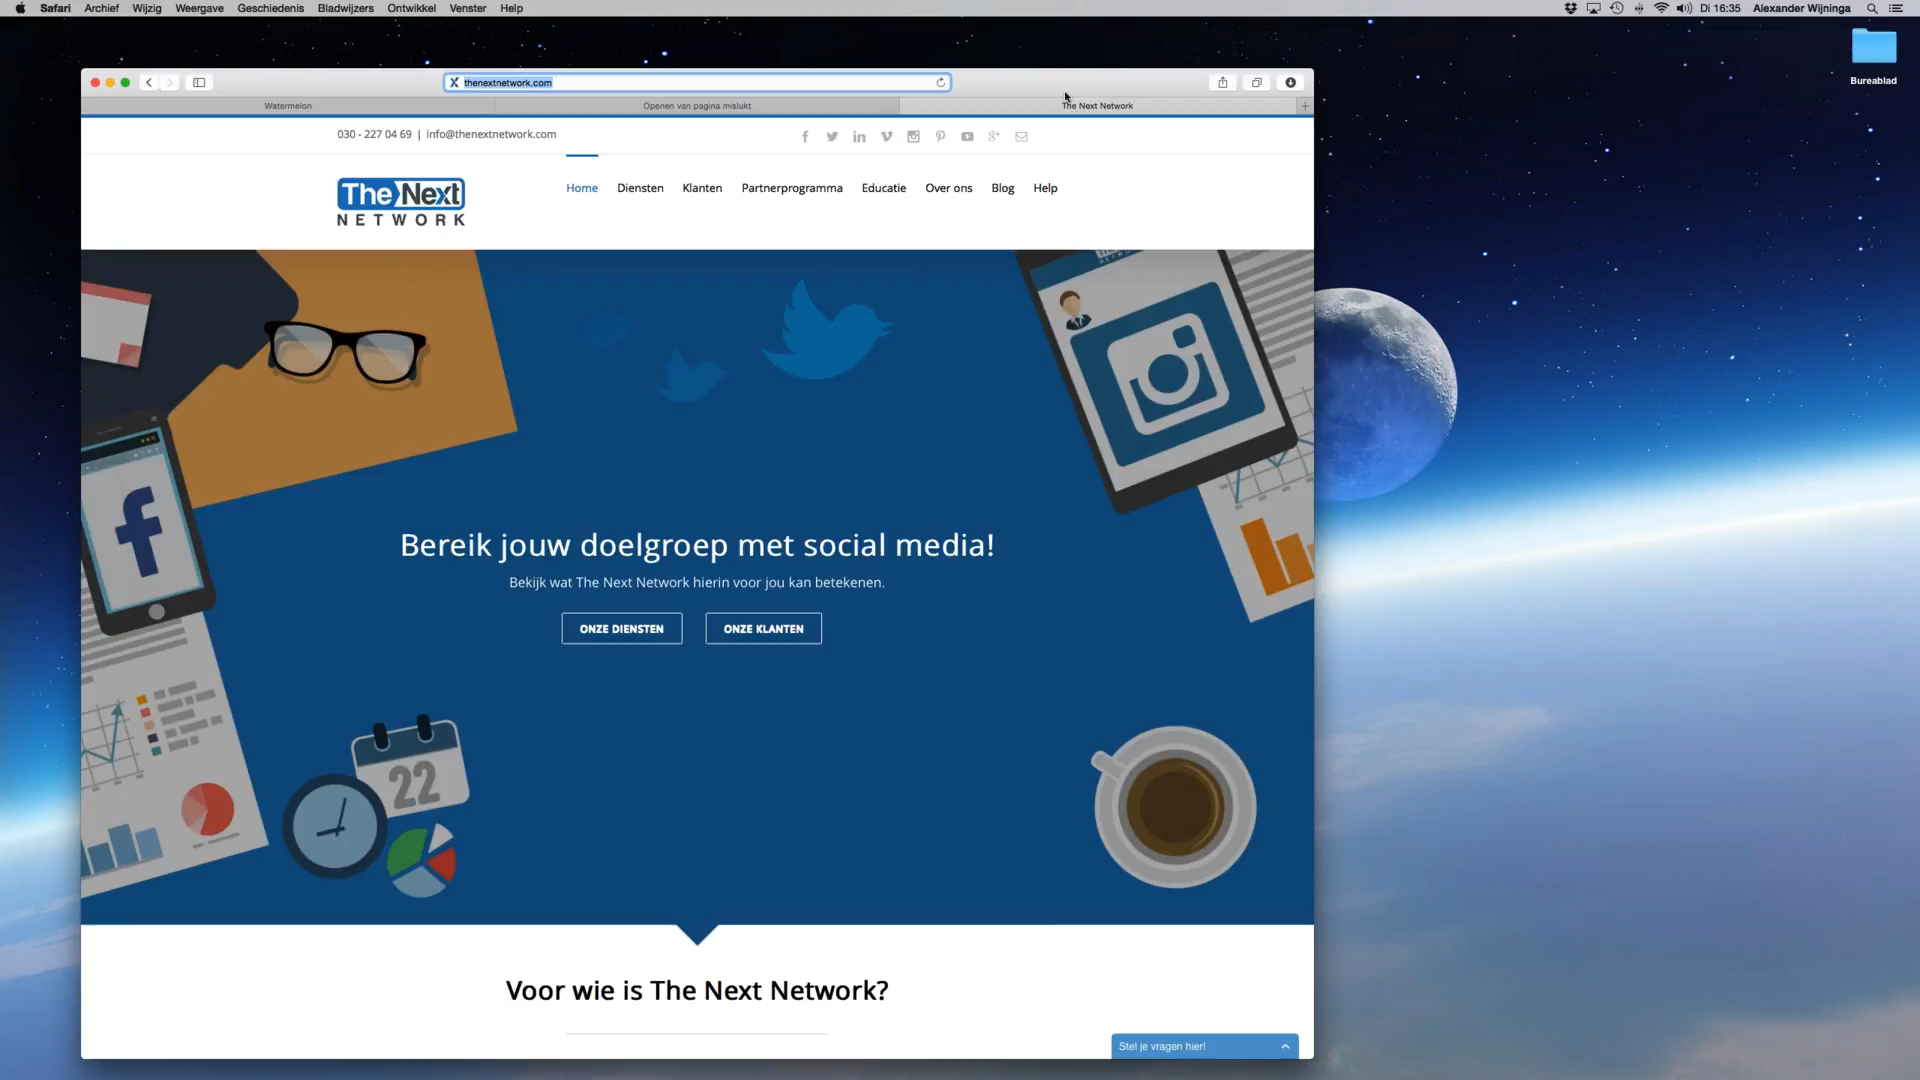 Safari Archief Wijzig Weergave Geschiedenis Bladwijzers Ontwikkel Venster Help Di 16:35 Alexander Wijninga
Bureablad
thenextnetwork.com
Watermelon Openen van pagina mislukt The Next Network
030 - 227 04 69 | info@thenextnetwork.com
The Next
NETWORK
Home Diensten Klanten Partnerprogramma Educatie Over ons Blog Help
Bereik jouw doelgroep met social media!
Bekijk wat The Next Network hierin voor jou kan betekenen.
ONZE DIENSTEN ONZE KLANTEN
22
Voor wie is The Next Network?
Stel je vragen hier!